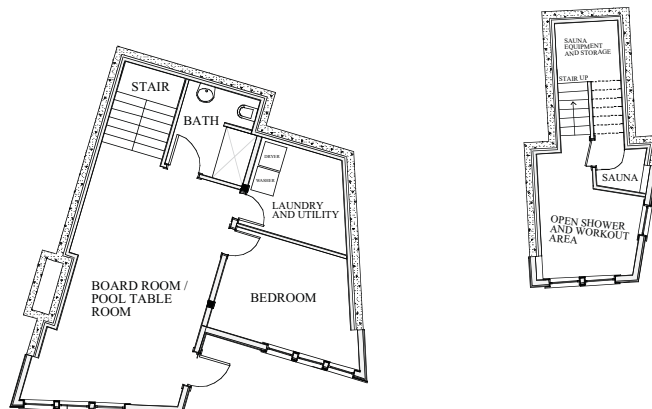 STAIR
BATH
DRYER
WASHER
LAUNDRY
AND UTILITY
BOARD ROOM /
POOL TABLE
ROOM
BEDROOM
SAUNA
EQUIPMENT
AND STORAGE
STAIR UP
SAUNA
OPEN SHOWER
AND WORKOUT
AREA